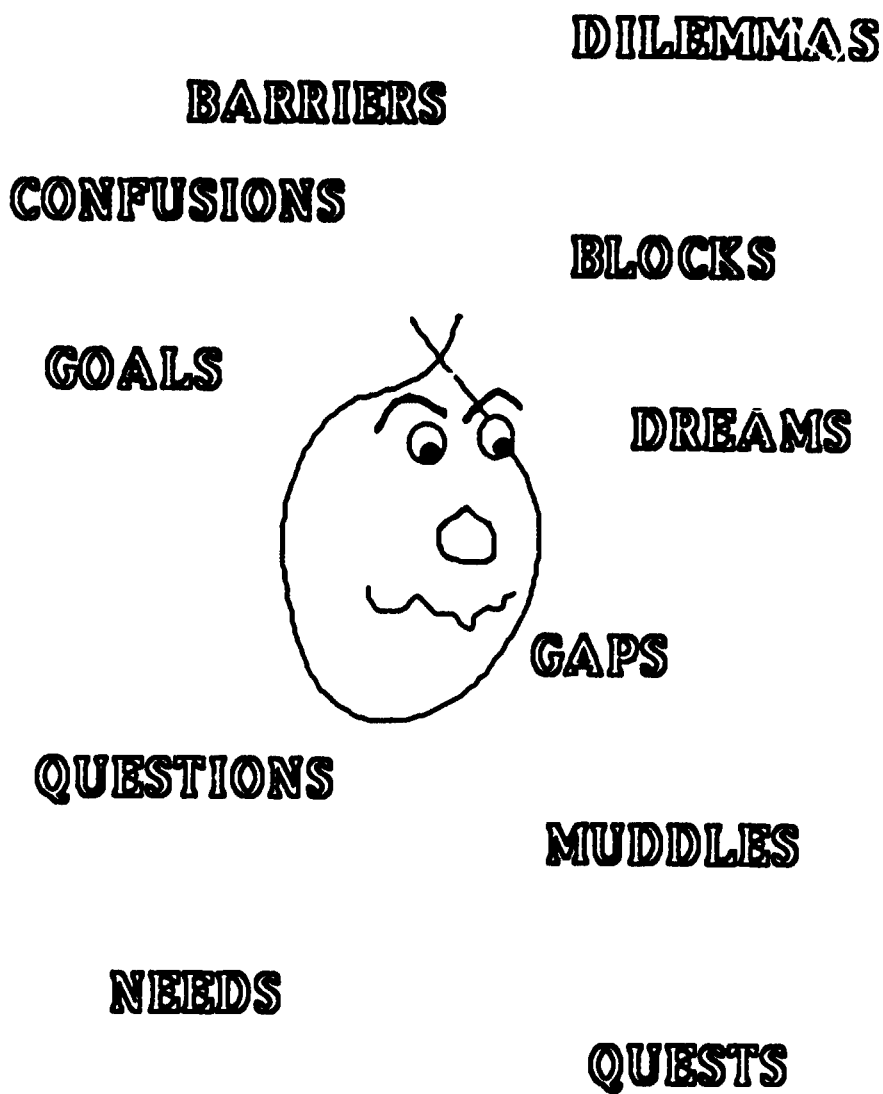 DILEMMAS
BARRIERS
CONFUSIONS
BLOCKS
GOALS
DREAMS
GAPS
QUESTIONS
MUDDLES
NEEDS
QUESTS